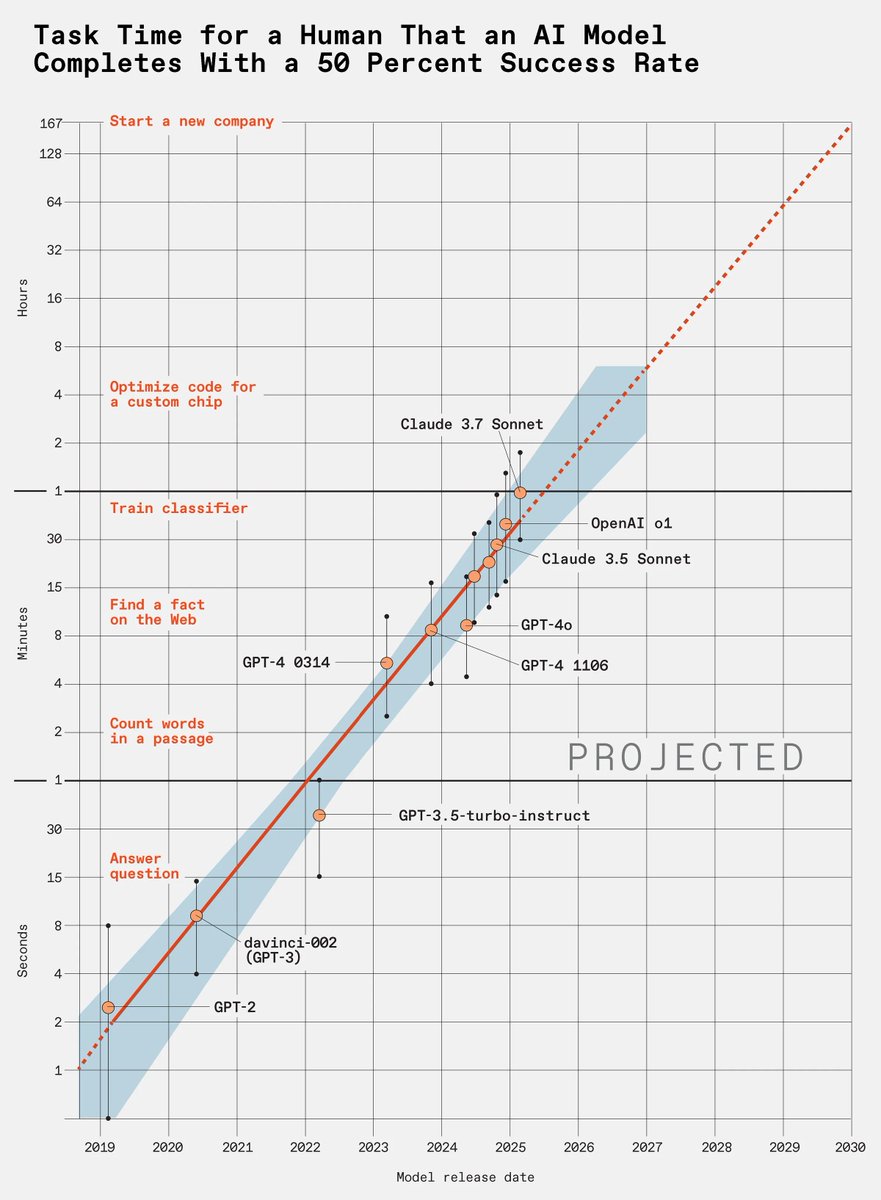 Task Time for a Human That an AI Model
Completes With a 50 Percent Success Rate
167
128
64
32
16
8
4
2
1
30
15
8
4
2
1
30
15
8
4
2
1
Hours
Minutes
Seconds
Start a new company
Optimize code for
a custom chip
Train classifier
Find a fact
on the Web
Count words
in a passage
Answer
question
Claude 3.7 Sonnet
OpenAI o1
Claude 3.5 Sonnet
GPT-4o
GPT-4 0314
GPT-4 1106
PROJECTED
GPT-3.5-turbo-instruct
davinci-002
(GPT-3)
GPT-2
2019
2020
2021
2022
2023
2024
2025
2026
2027
2028
2029
2030
Model release date